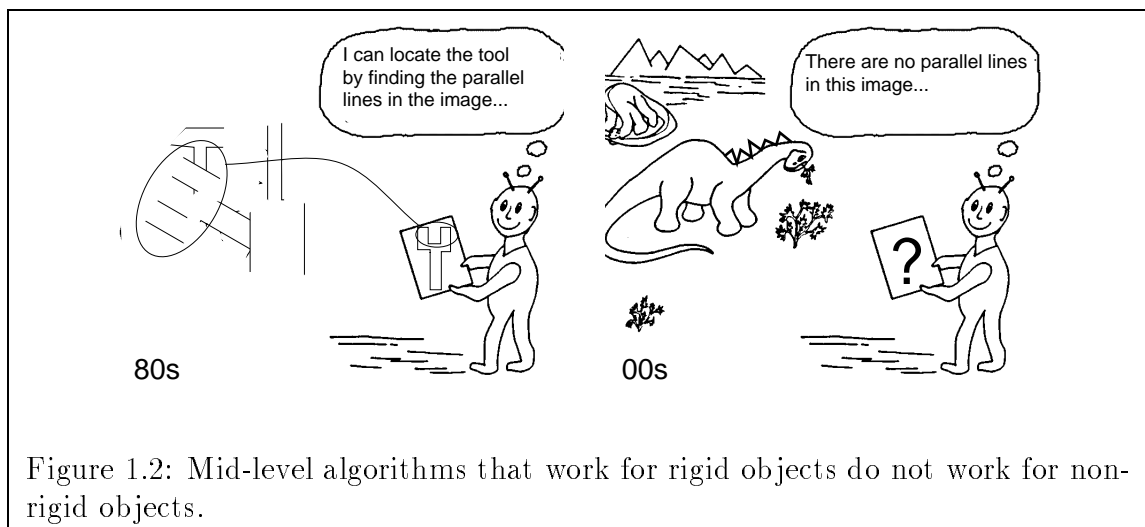 I can locate the tool
by finding the parallel
lines in the image...
There are no parallel lines
in this image...
?
80s
00s
Figure 1.2: Mid-level algorithms that work for rigid objects do not work for non-
rigid objects.